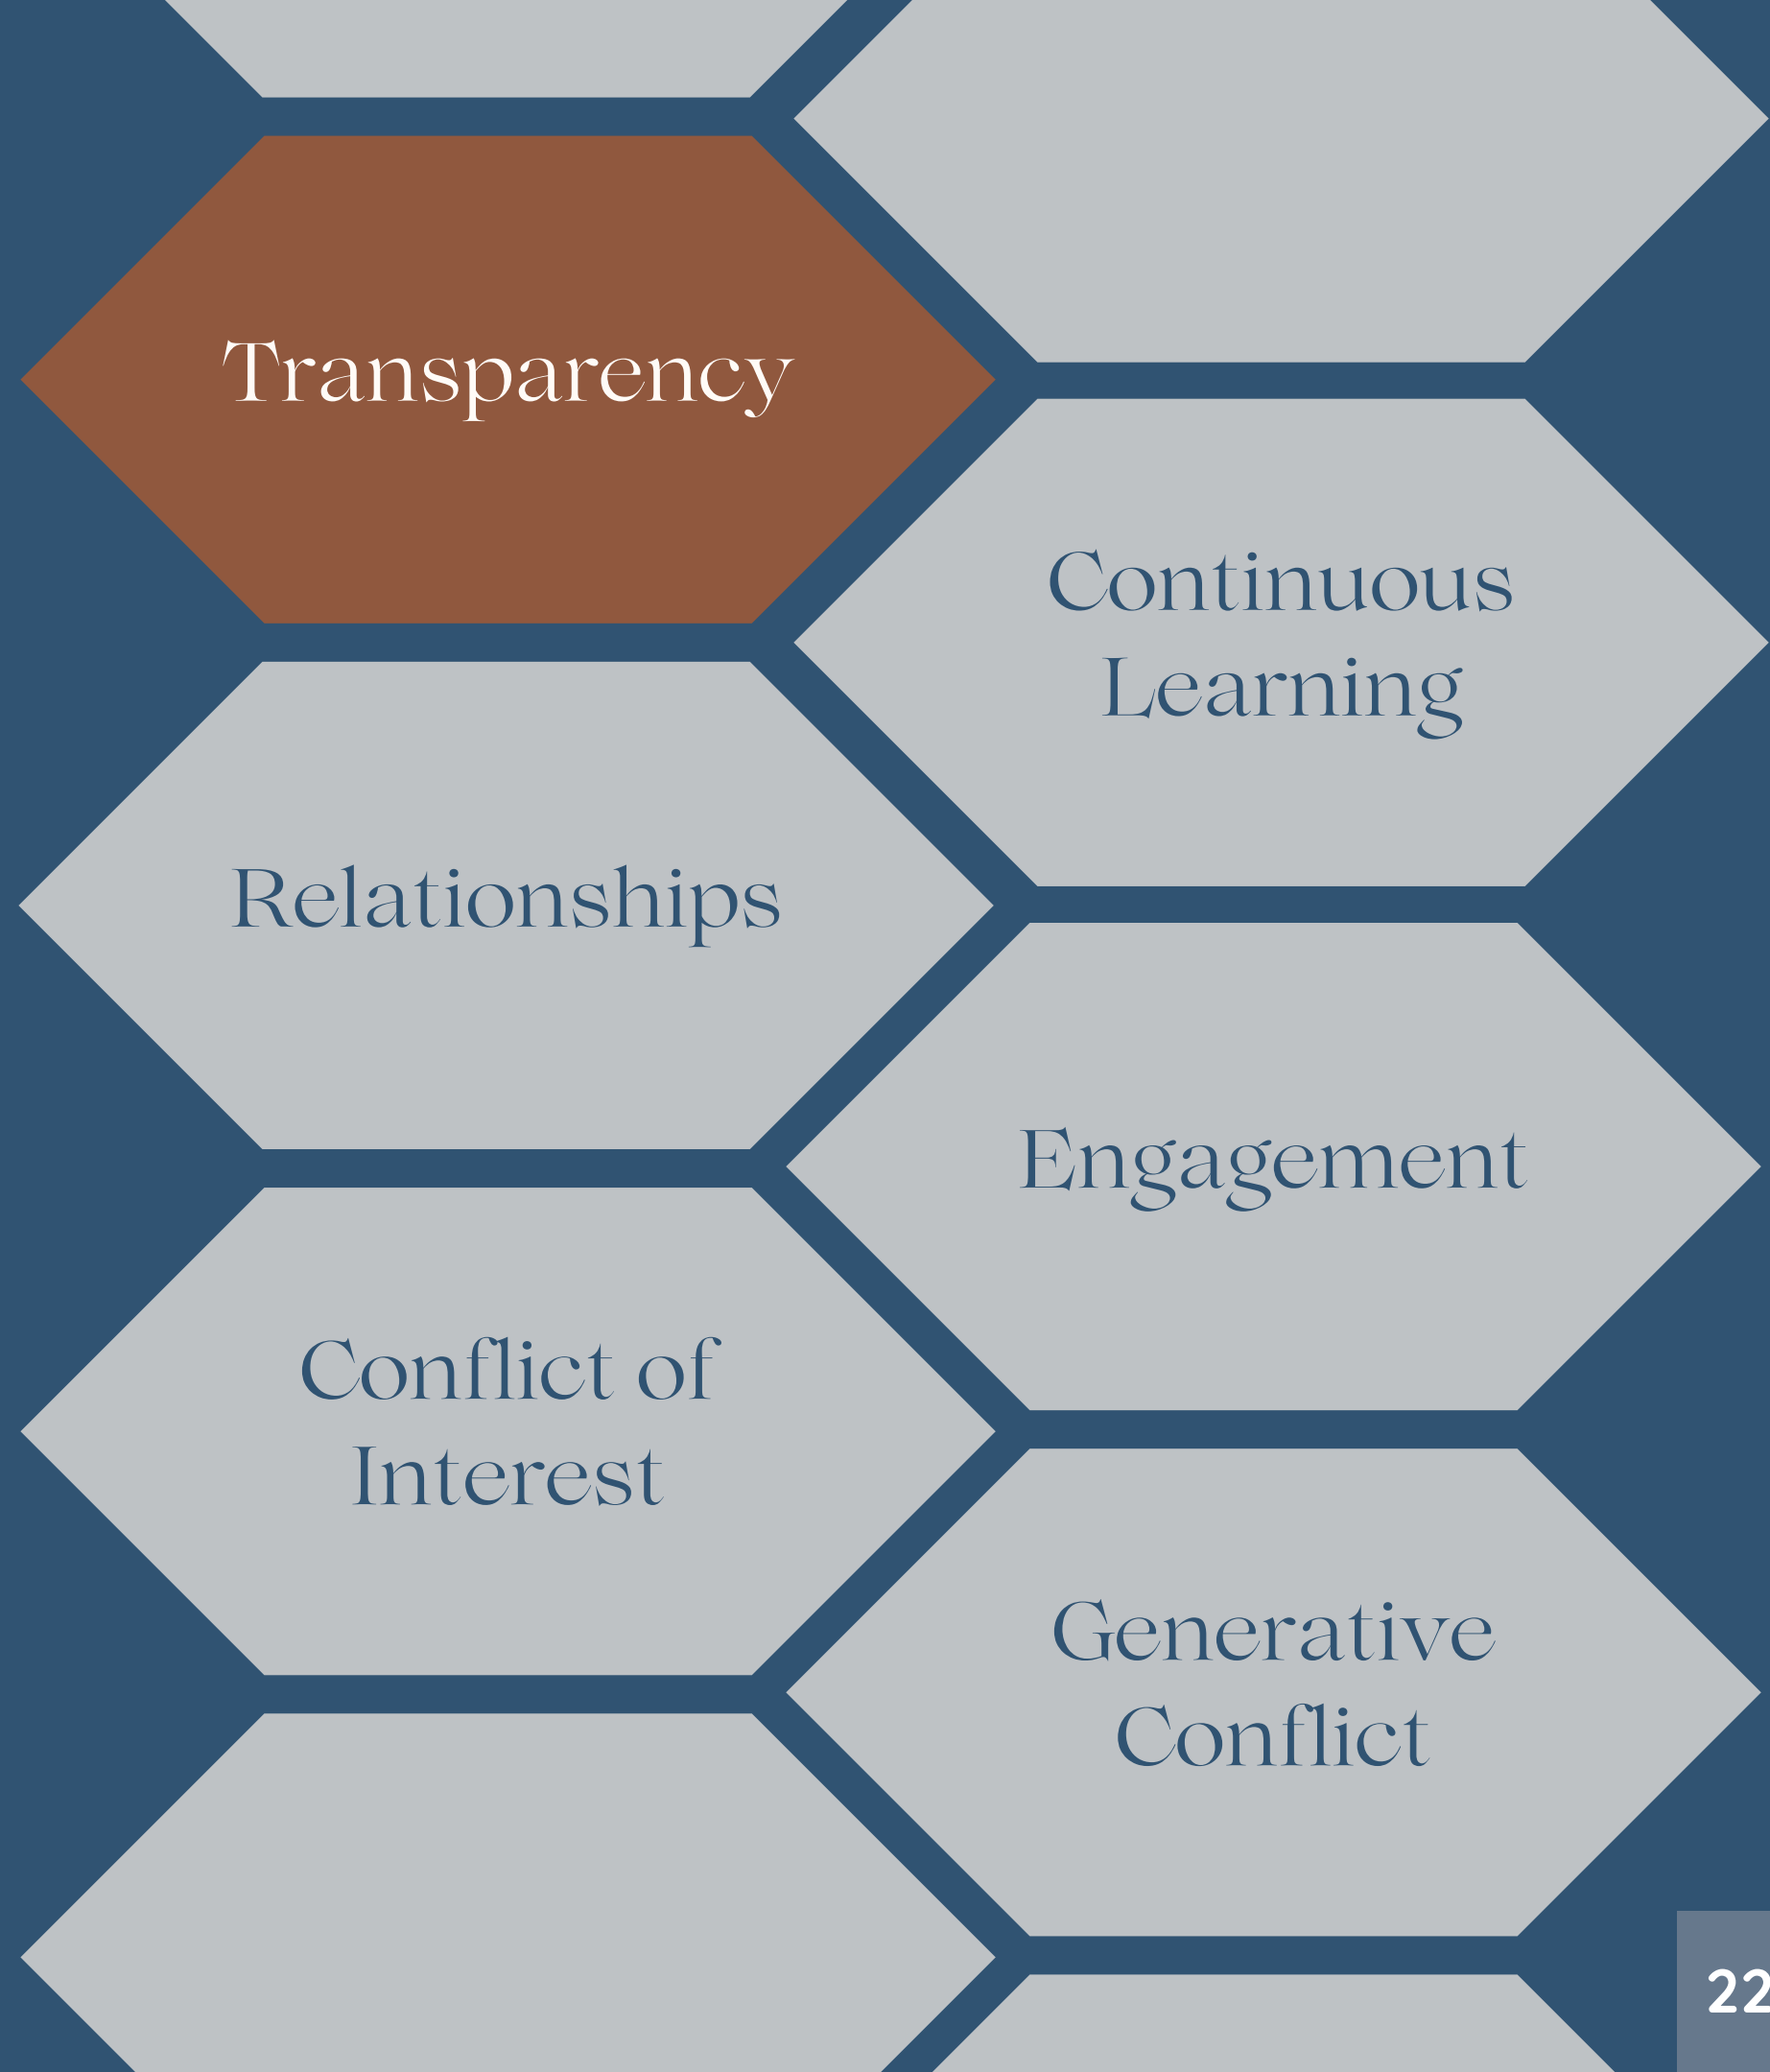 Transparency
Continuous
Learning
Relationships
Engagement
Conflict of
Interest
Generative
Conflict
22